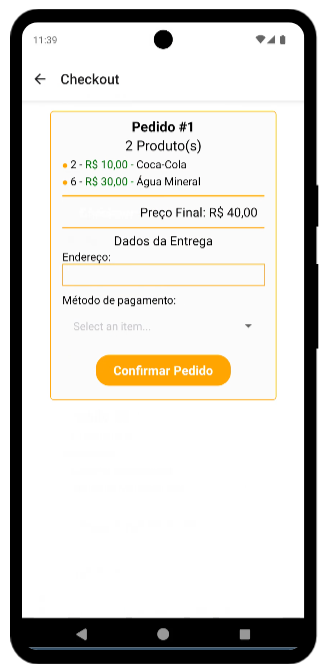 11:39
Checkout
Pedido #1
2 Produto(s)
2 - R$ 10,00 - Coca-Cola
6 - R$ 30,00 - Água Mineral
Preço Final: R$ 40,00
Dados da Entrega
Endereço:
Método de pagamento:
Select an item...
Confirmar Pedido